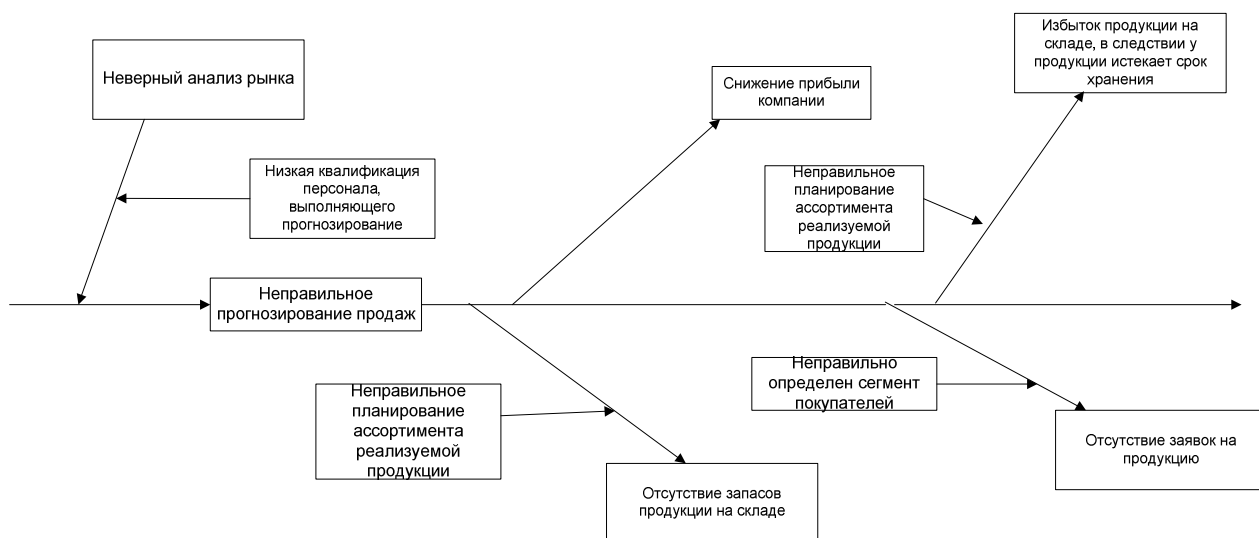 Неверный анализ рынка
Низкая квалификация
персонала,
выполняющего
прогнозирование
Неправильное
прогнозирование продаж
Снижение прибыли
компании
Избыток продукции на
складе, в следствии у
продукции истекает срок
хранения
Неправильное
планирование
ассортимента
реализуемой
продукции
Неправильное
планирование
ассортимента
реализуемой
продукции
Отсутствие запасов
продукции на складе
Неправильно
определен сегмент
покупателей
Отсутствие заявок на
продукцию